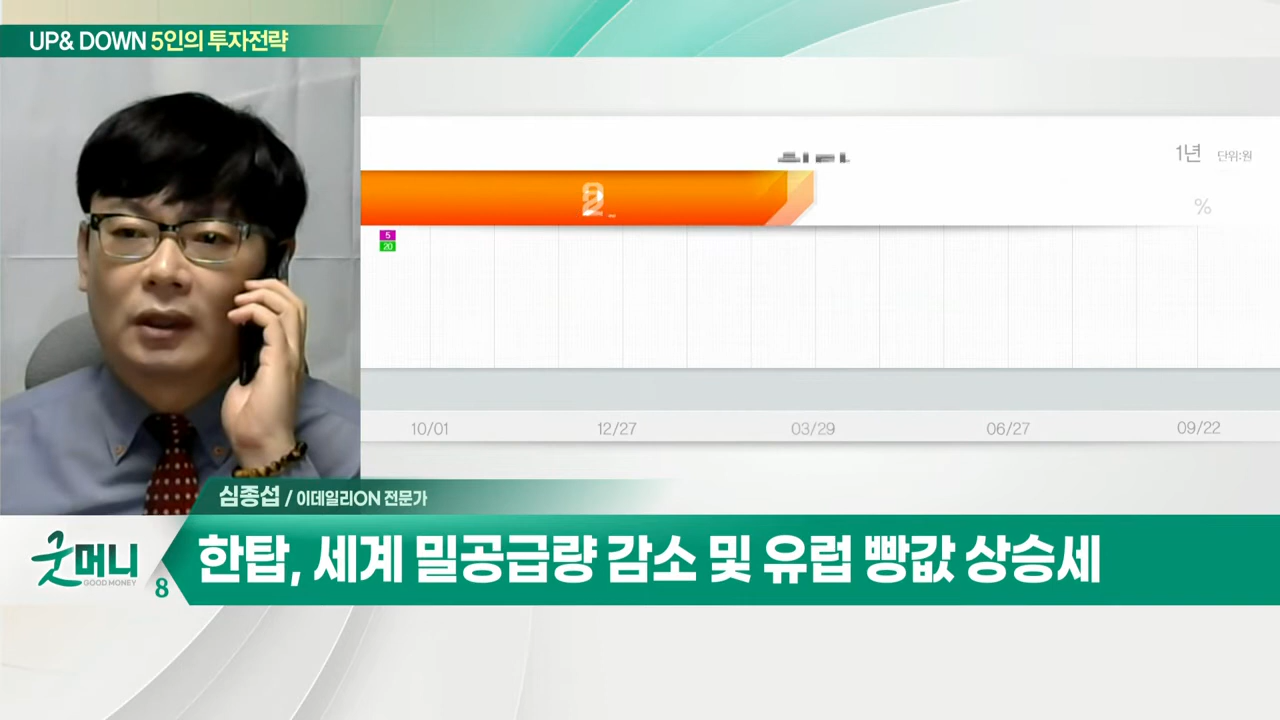 UP& DOWN 5인의 투자전략
1년 단위:원
%
5
20
10/01 12/27 03/29 06/27 09/22
심종섭 / 이데일리ON 전문가
굿머니
GOOD MONEY
8
한탑, 세계 밀공급량 감소 및 유럽 빵값 상승세